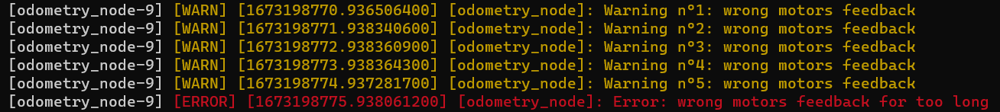 [odometry_node-9] [WARN] [1673198770.936506400] [odometry_node]: Warning n°1: wrong motors feedback
[odometry_node-9] [WARN] [1673198771.938340600] [odometry_node]: Warning n°2: wrong motors feedback
[odometry_node-9] [WARN] [1673198772.938360900] [odometry_node]: Warning n°3: wrong motors feedback
[odometry_node-9] [WARN] [1673198773.938364300] [odometry_node]: Warning n°4: wrong motors feedback
[odometry_node-9] [WARN] [1673198774.937281700] [odometry_node]: Warning n°5: wrong motors feedback
[odometry_node-9] [ERROR] [1673198775.938061200] [odometry_node]: Error: wrong motors feedback for too long